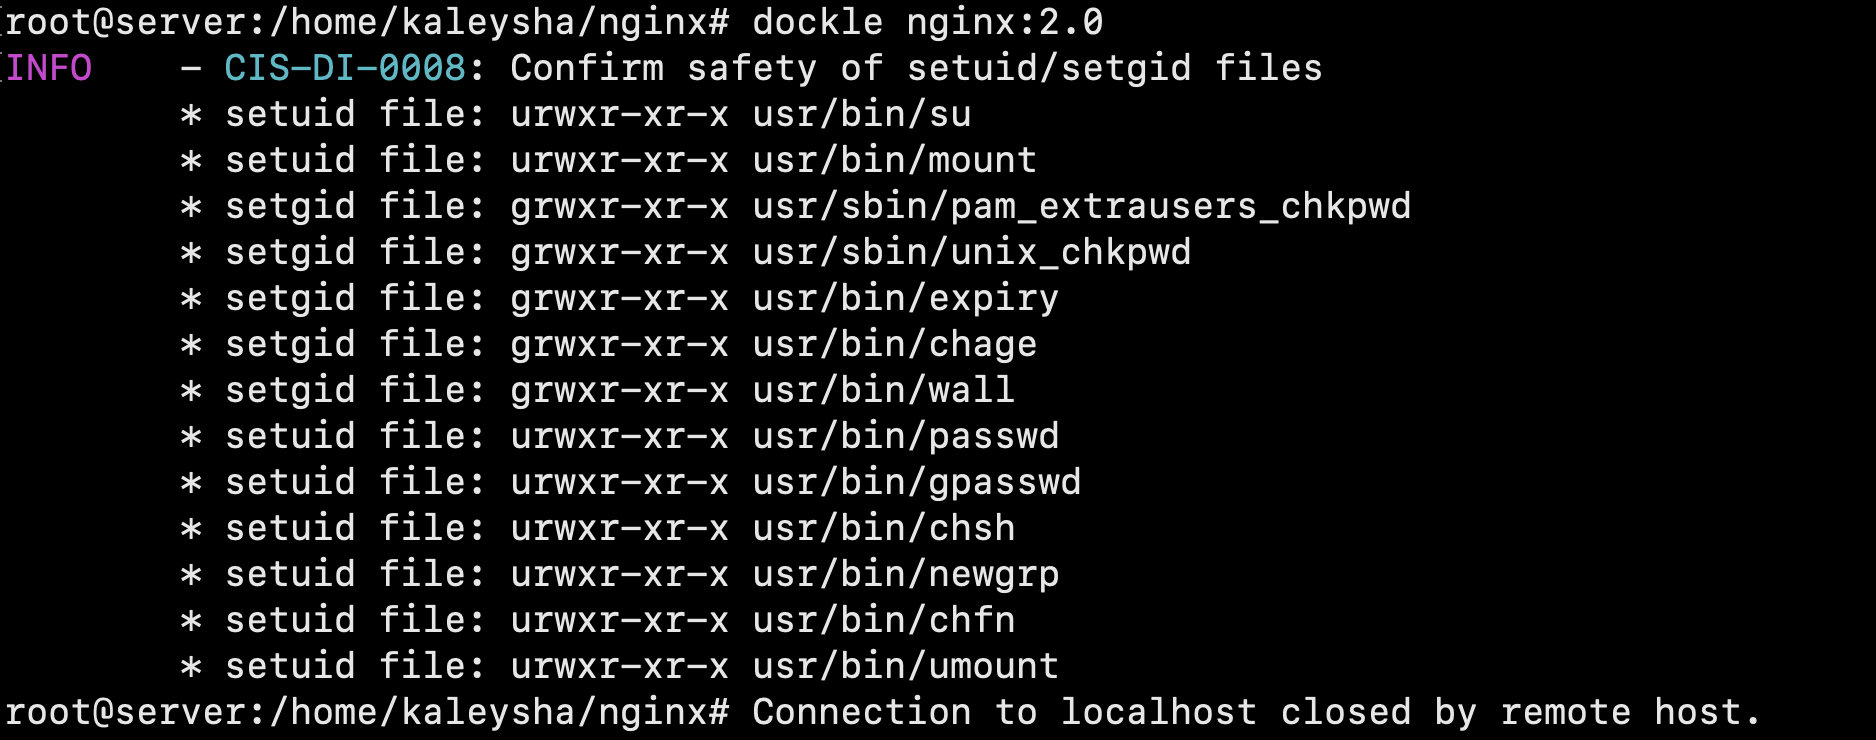 root@server:/home/kaleysha/nginx# dockle nginx:2.0
INFO    - CIS-DI-0008: Confirm safety of setuid/setgid files
        * setuid file: urwxr-xr-x usr/bin/su
        * setuid file: urwxr-xr-x usr/bin/mount
        * setgid file: grwxr-xr-x usr/sbin/pam_extrausers_chkpwd
        * setgid file: grwxr-xr-x usr/sbin/unix_chkpwd
        * setgid file: grwxr-xr-x usr/bin/expiry
        * setgid file: grwxr-xr-x usr/bin/chage
        * setgid file: grwxr-xr-x usr/bin/wall
        * setuid file: urwxr-xr-x usr/bin/passwd
        * setuid file: urwxr-xr-x usr/bin/gpasswd
        * setuid file: urwxr-xr-x usr/bin/chsh
        * setuid file: urwxr-xr-x usr/bin/newgrp
        * setuid file: urwxr-xr-x usr/bin/chfn
        * setuid file: urwxr-xr-x usr/bin/umount
root@server:/home/kaleysha/nginx# Connection to localhost closed by remote host.